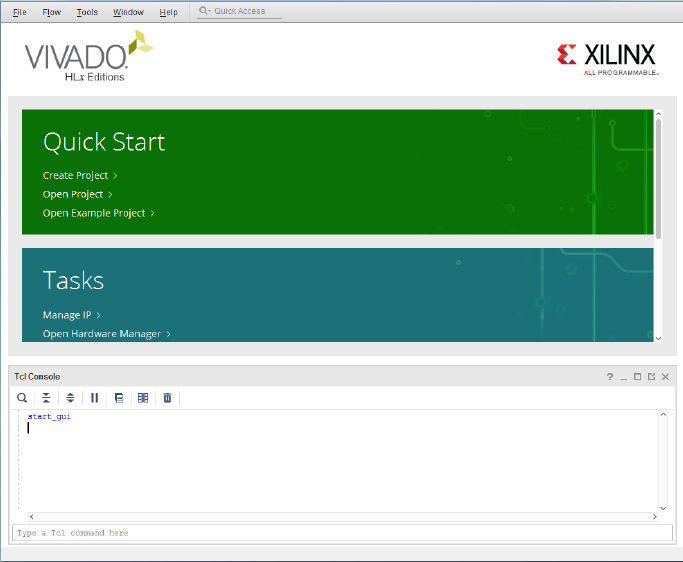 File Flow Tools Window Help Quick Access
VIVADO.
HLx Editions
XILINX
ALL PROGRAMMABLE.
Quick Start
Create Project >
Open Project >
Open Example Project >
Tasks
Manage IP >
Open Hardware Manager >
Tcl Console
start_gui
Type a Tcl command here